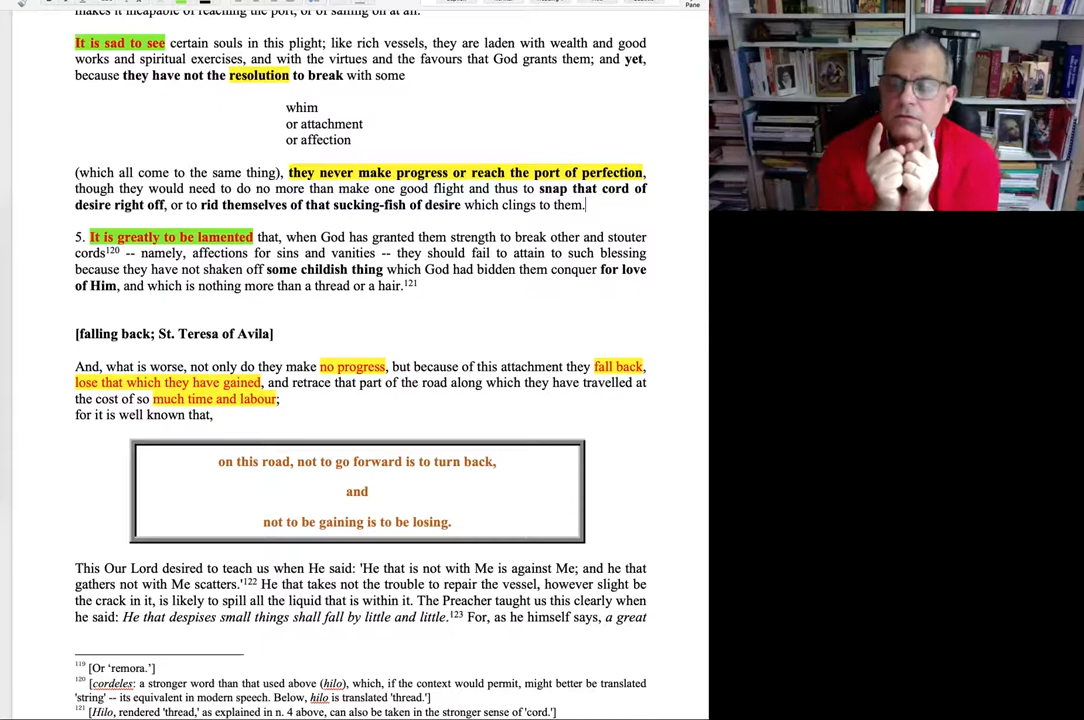 Pane
makes it incapable of reaching the port, or of sailing on at all.
It is sad to see certain souls in this plight; like rich vessels, they are laden with wealth and good
works and spiritual exercises, and with the virtues and the favours that God grants them; and yet,
because they have not the resolution to break with some
whim
or attachment
or affection
(which all come to the same thing), they never make progress or reach the port of perfection,
though they would need to do no more than make one good flight and thus to snap that cord of
desire right off, or to rid themselves of that sucking-fish of desire which clings to them.
5. It is greatly to be lamented that, when God has granted them strength to break other and stouter
cords120 -- namely, affections for sins and vanities -- they should fail to attain to such blessing
because they have not shaken off some childish thing which God had bidden them conquer for love
of Him, and which is nothing more than a thread or a hair.121
[falling back; St. Teresa of Avila]
And, what is worse, not only do they make no progress, but because of this attachment they fall back,
lose that which they have gained, and retrace that part of the road along which they have travelled at
the cost of so much time and labour;
for it is well known that,
on this road, not to go forward is to turn back,
and
not to be gaining is to be losing.
This Our Lord desired to teach us when He said: 'He that is not with Me is against Me; and he that
gathers not with Me scatters.'122 He that takes not the trouble to repair the vessel, however slight be
the crack in it, is likely to spill all the liquid that is within it. The Preacher taught us this clearly when
he said: He that despises small things shall fall by little and little.123 For, as he himself says, a great
119 [Or 'remora.']
120 [cordeles: a stronger word than that used above (hilo), which, if the context would permit, might better be translated
'string' -- its equivalent in modern speech. Below, hilo is translated 'thread.']
121 [Hilo, rendered 'thread,' as explained in n. 4 above, can also be taken in the stronger sense of 'cord.']